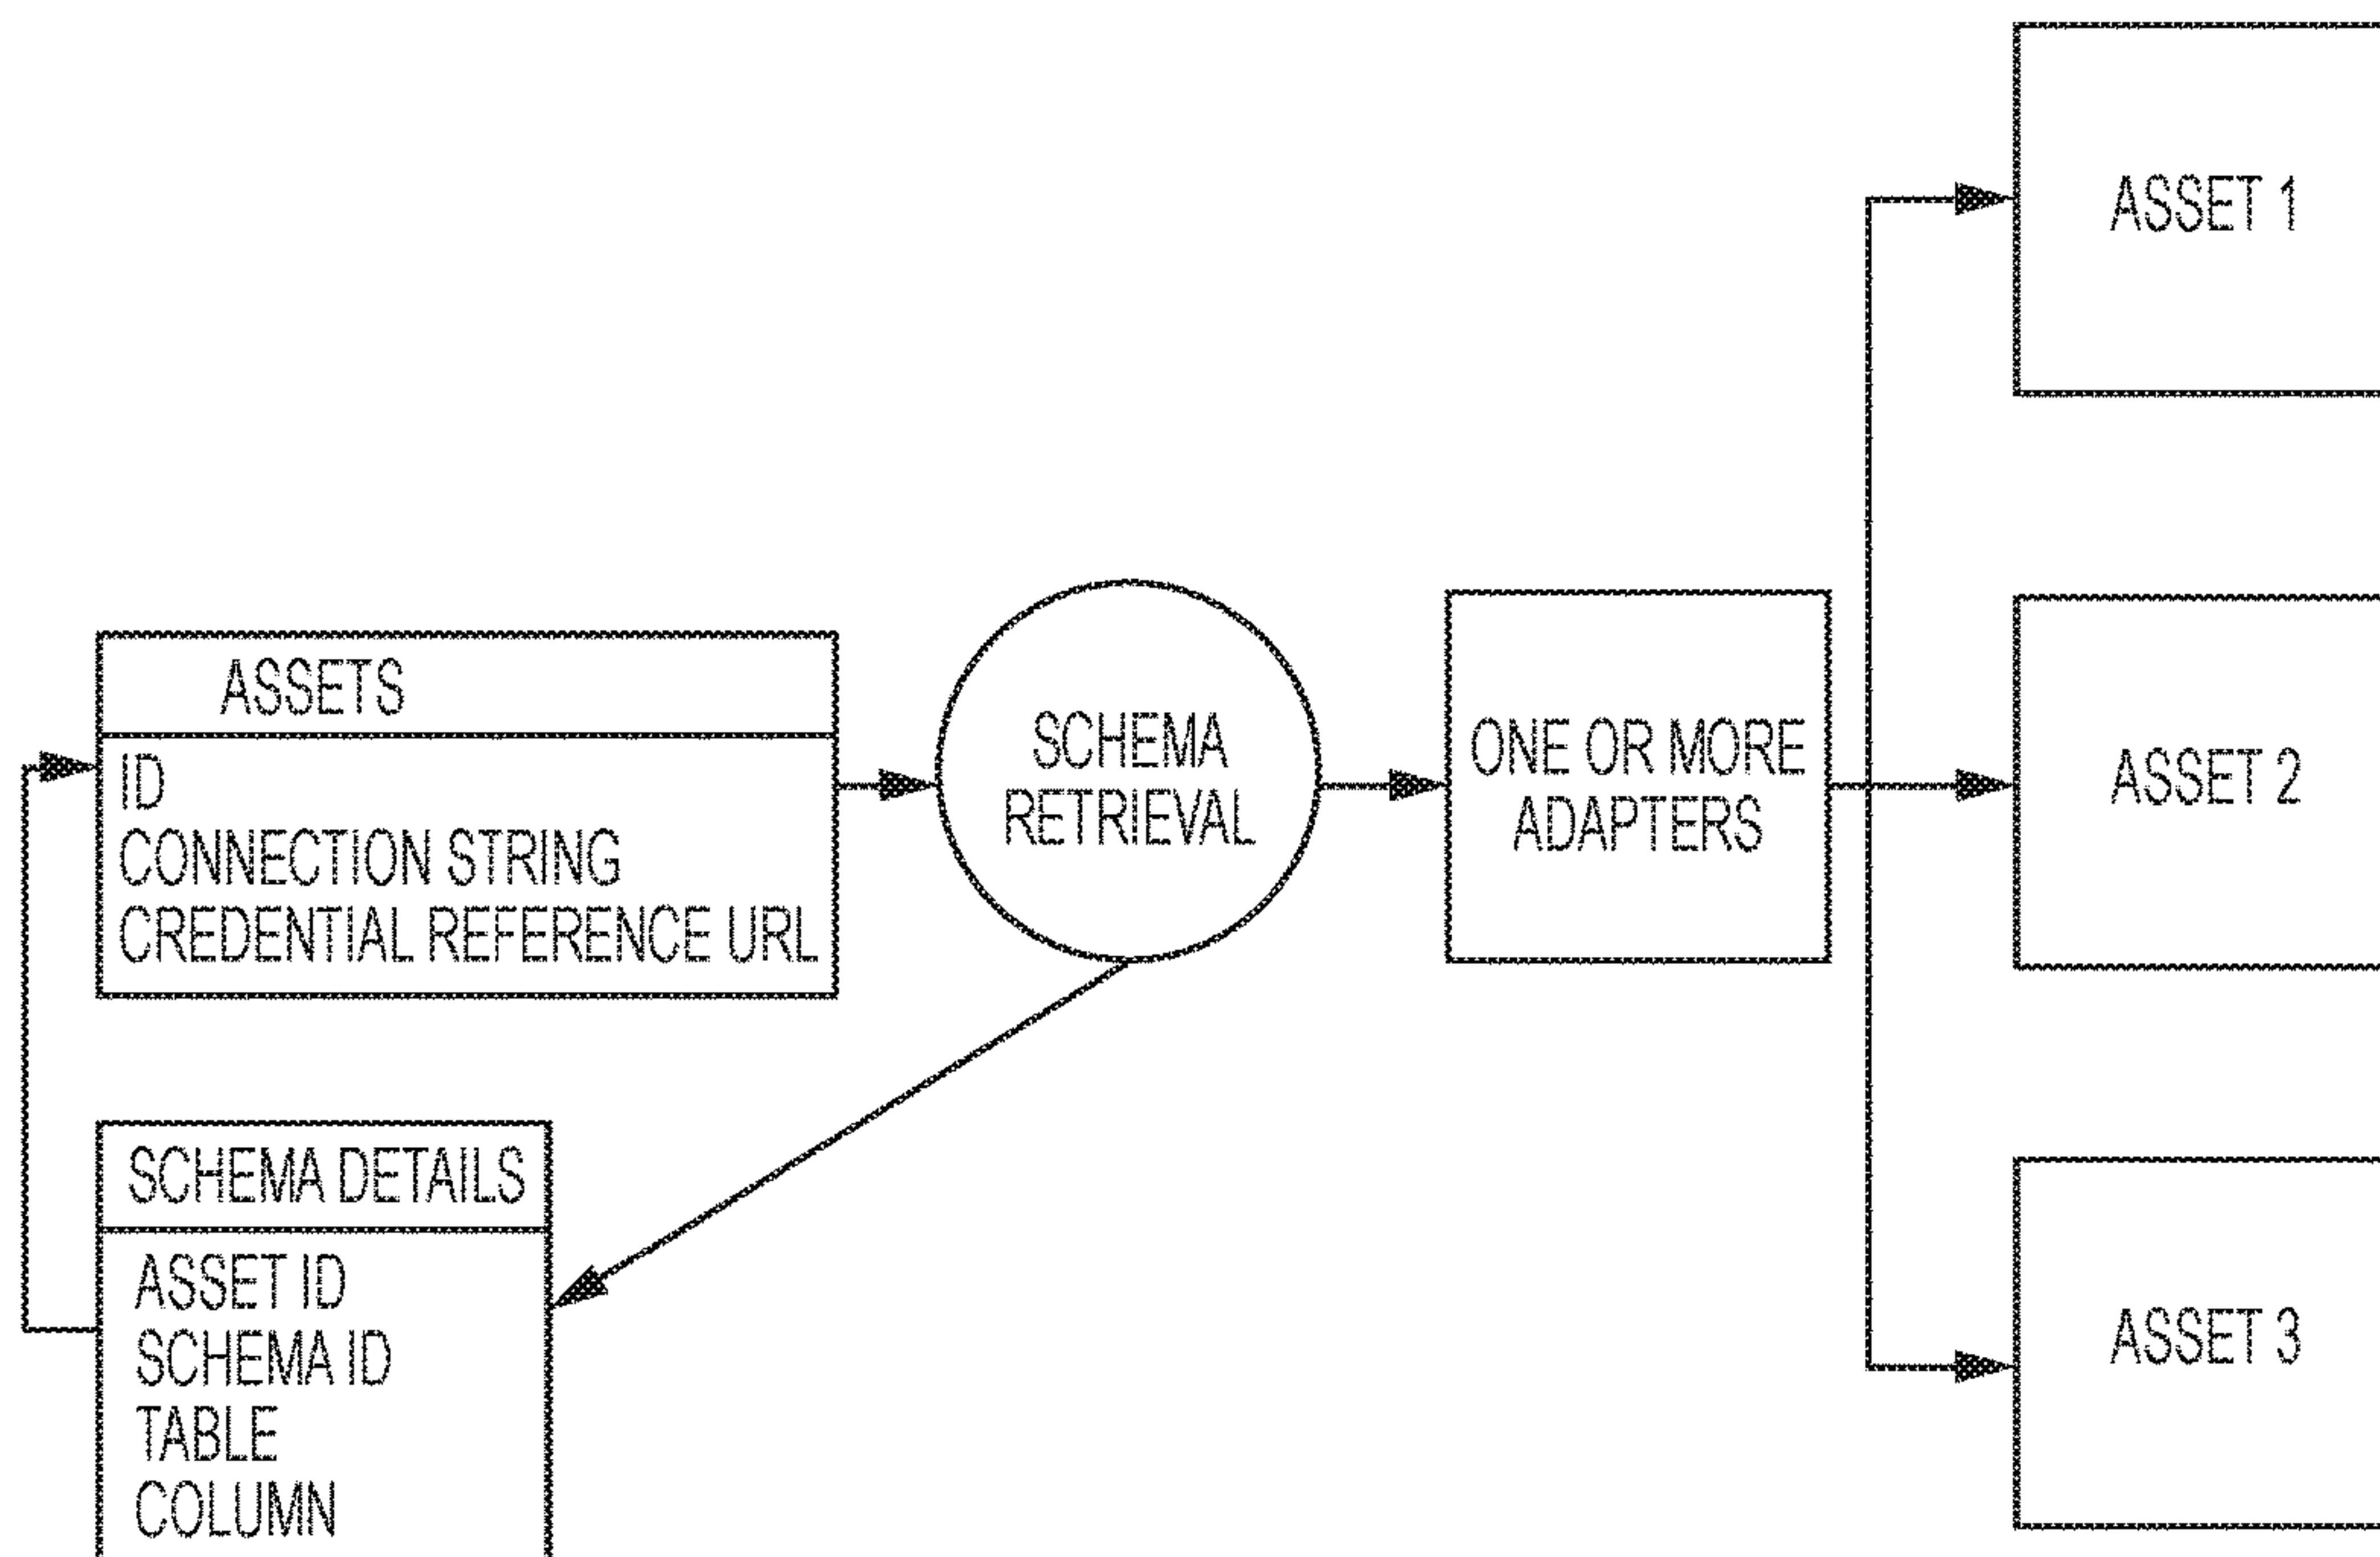 ASSET 1
ASSETS
ID
CONNECTION STRING
CREDENTIAL REFERENCE URL
SCHEMA
RETRIEVAL
ONE OR MORE
ADAPTERS
ASSET 2
SCHEMA DETAILS
ASSET ID
SCHEMA ID
TABLE
COLUMN
ASSET 3